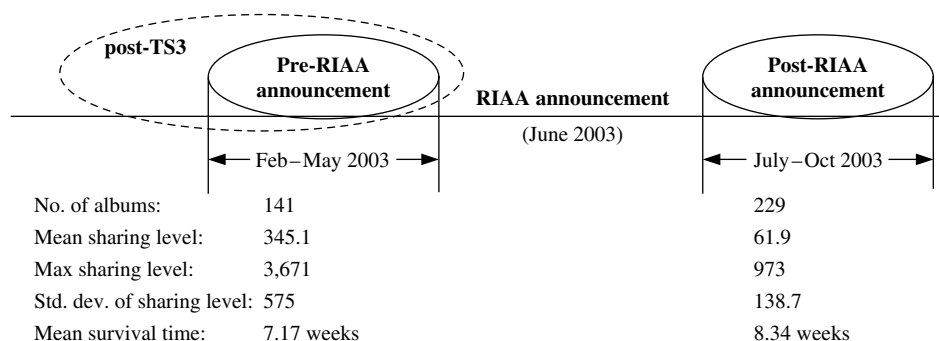 post-TS3
Pre-RIAA
announcement
Post-RIAA
announcement
RIAA announcement
(June 2003)
Feb–May 2003
July–Oct 2003
No. of albums: 141 229
Mean sharing level: 345.1 61.9
Max sharing level: 3,671 973
Std. dev. of sharing level: 575 138.7
Mean survival time: 7.17 weeks 8.34 weeks